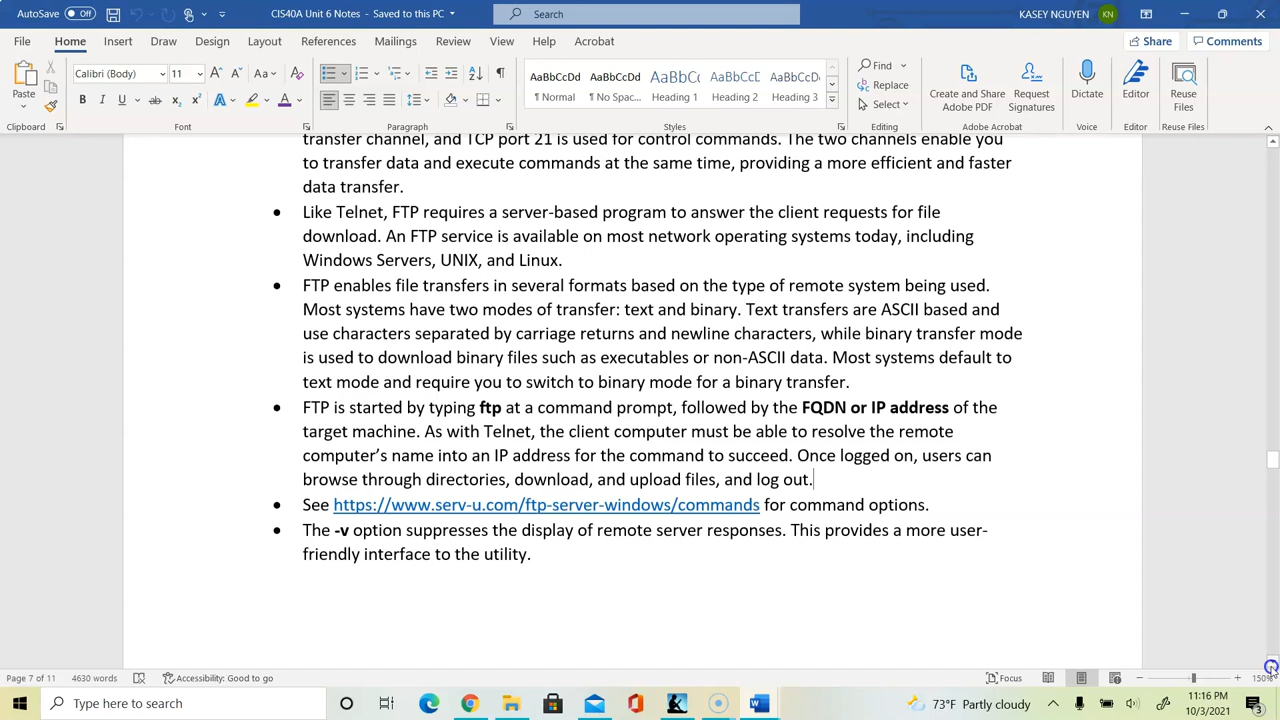 AutoSave Off CIS40A Unit 6 Notes - Saved to this PC Search KASEY NGUYEN KN
File Home Insert Draw Design Layout References Mailings Review View Help Acrobat Share Comments
Calibri (Body) 11 Aa AaBbCcDd AaBbCcDd AaBbCc AaBbCcD AaBbCcD Find
Paste ¶ Normal ¶ No Spac... Heading 1 Heading 2 Heading 3 Replace Create and Share Adobe PDF Request Signatures Dictate Editor Reuse Files
Select
Clipboard Font Paragraph Styles Editing Adobe Acrobat Voice Editor Reuse Files
transfer channel, and TCP port 21 is used for control commands. The two channels enable you
to transfer data and execute commands at the same time, providing a more efficient and faster
data transfer.
• Like Telnet, FTP requires a server-based program to answer the client requests for file
download. An FTP service is available on most network operating systems today, including
Windows Servers, UNIX, and Linux.
• FTP enables file transfers in several formats based on the type of remote system being used.
Most systems have two modes of transfer: text and binary. Text transfers are ASCII based and
use characters separated by carriage returns and newline characters, while binary transfer mode
is used to download binary files such as executables or non-ASCII data. Most systems default to
text mode and require you to switch to binary mode for a binary transfer.
• FTP is started by typing ftp at a command prompt, followed by the FQDN or IP address of the
target machine. As with Telnet, the client computer must be able to resolve the remote
computer's name into an IP address for the command to succeed. Once logged on, users can
browse through directories, download, and upload files, and log out.
• See https://www.serv-u.com/ftp-server-windows/commands for command options.
• The -v option suppresses the display of remote server responses. This provides a more user-
friendly interface to the utility.
Page 7 of 11 4630 words Accessibility: Good to go Focus 150%
Type here to search 73°F Partly cloudy 11:16 PM
10/3/2021 3